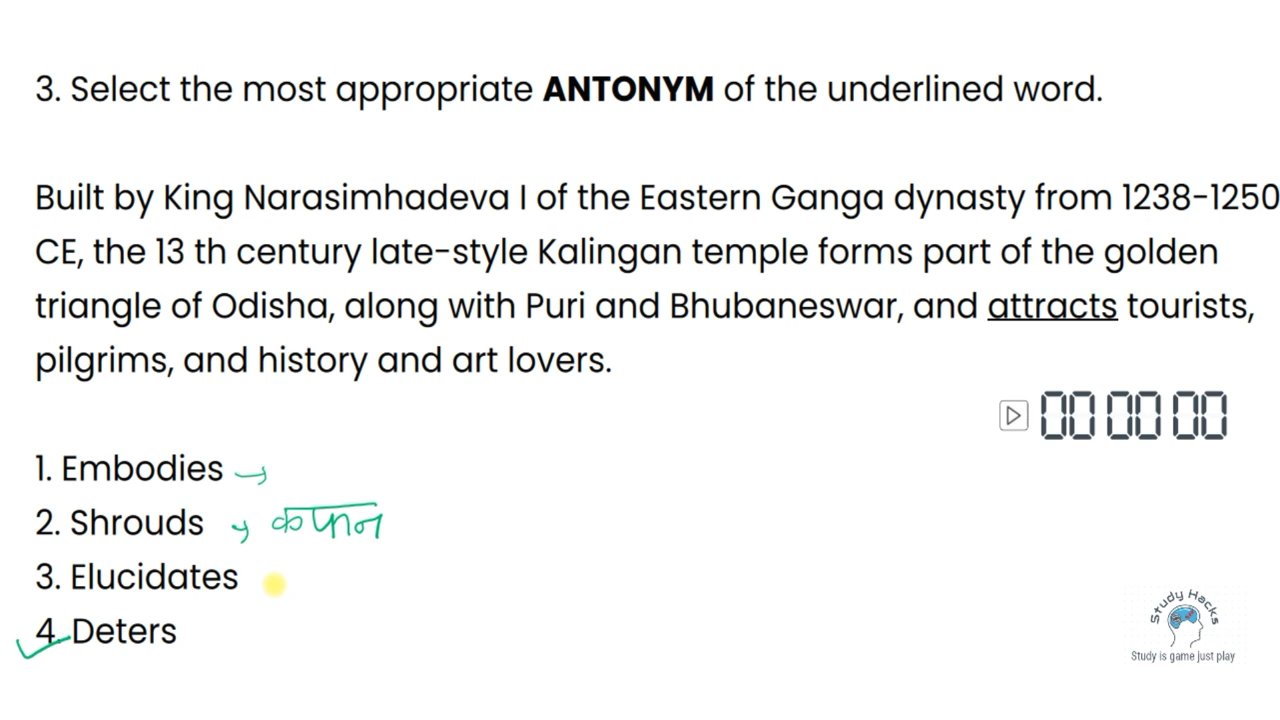 3. Select the most appropriate ANTONYM of the underlined word.
Built by King Narasimhadeva I of the Eastern Ganga dynasty from 1238-1250
CE, the 13 th century late-style Kalingan temple forms part of the golden
triangle of Odisha, along with Puri and Bhubaneswar, and attracts tourists,
pilgrims, and history and art lovers.
00 00 00
1. Embodies
2. Shrouds
3. Elucidates
4. Deters
Study Hacks
Study is game just play